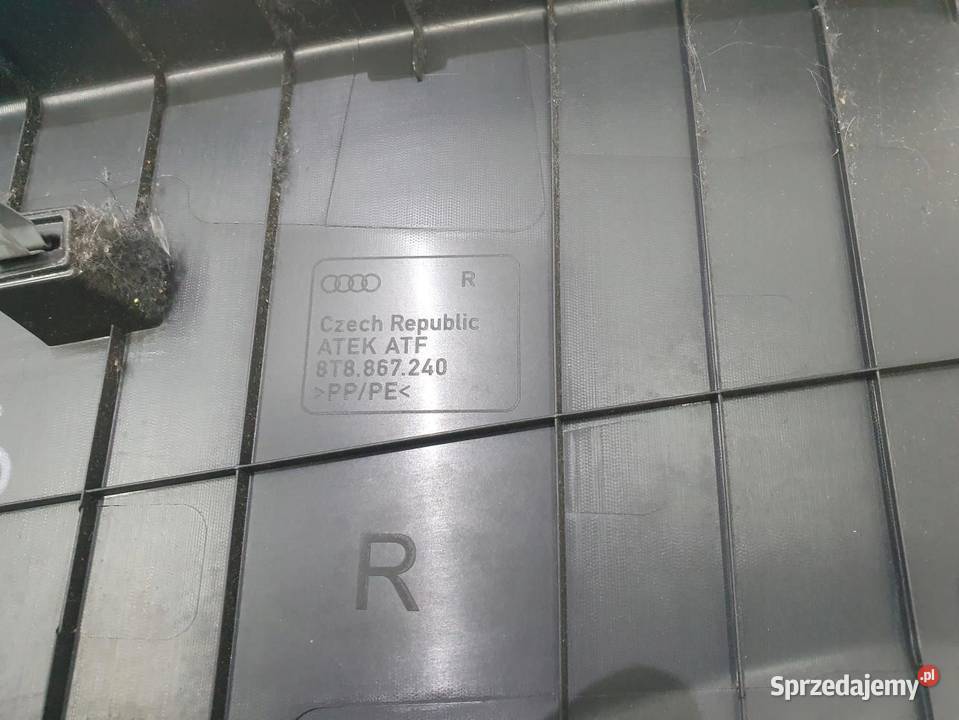 R
Czech Republic
ATEK ATF
8T8.867.240
>PP/PE<
R
Sprzedajemy.pl